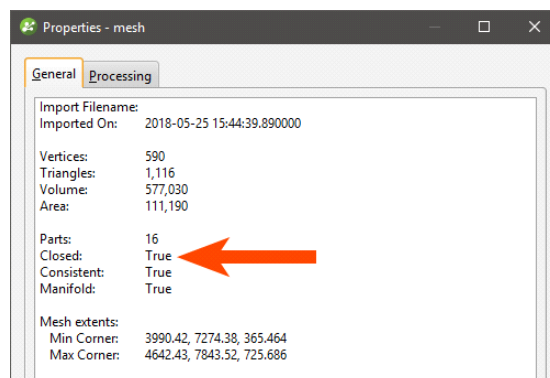 Properties - mesh
General Processing
Import Filename:
Imported On: 2018-05-25 15:44:39.890000
Vertices: 590
Triangles: 1,116
Volume: 577,030
Area: 111,190
Parts: 16
Closed: True
Consistent: True
Manifold: True
Mesh extents:
Min Corner: 3990.42, 7274.38, 365.464
Max Corner: 4642.43, 7843.52, 725.686